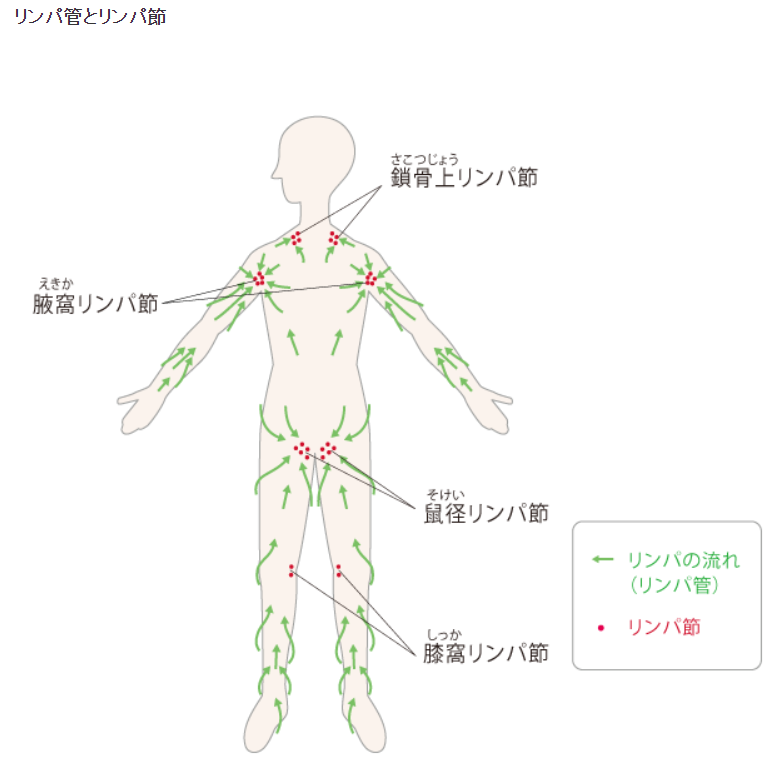 リンパ管とリンパ節
さこつじょう
鎖骨上リンパ節
えきか
腋窩リンパ節
そけい
鼠径リンパ節
リンパの流れ
（リンパ管）
リンパ節
しっか
膝窩リンパ節